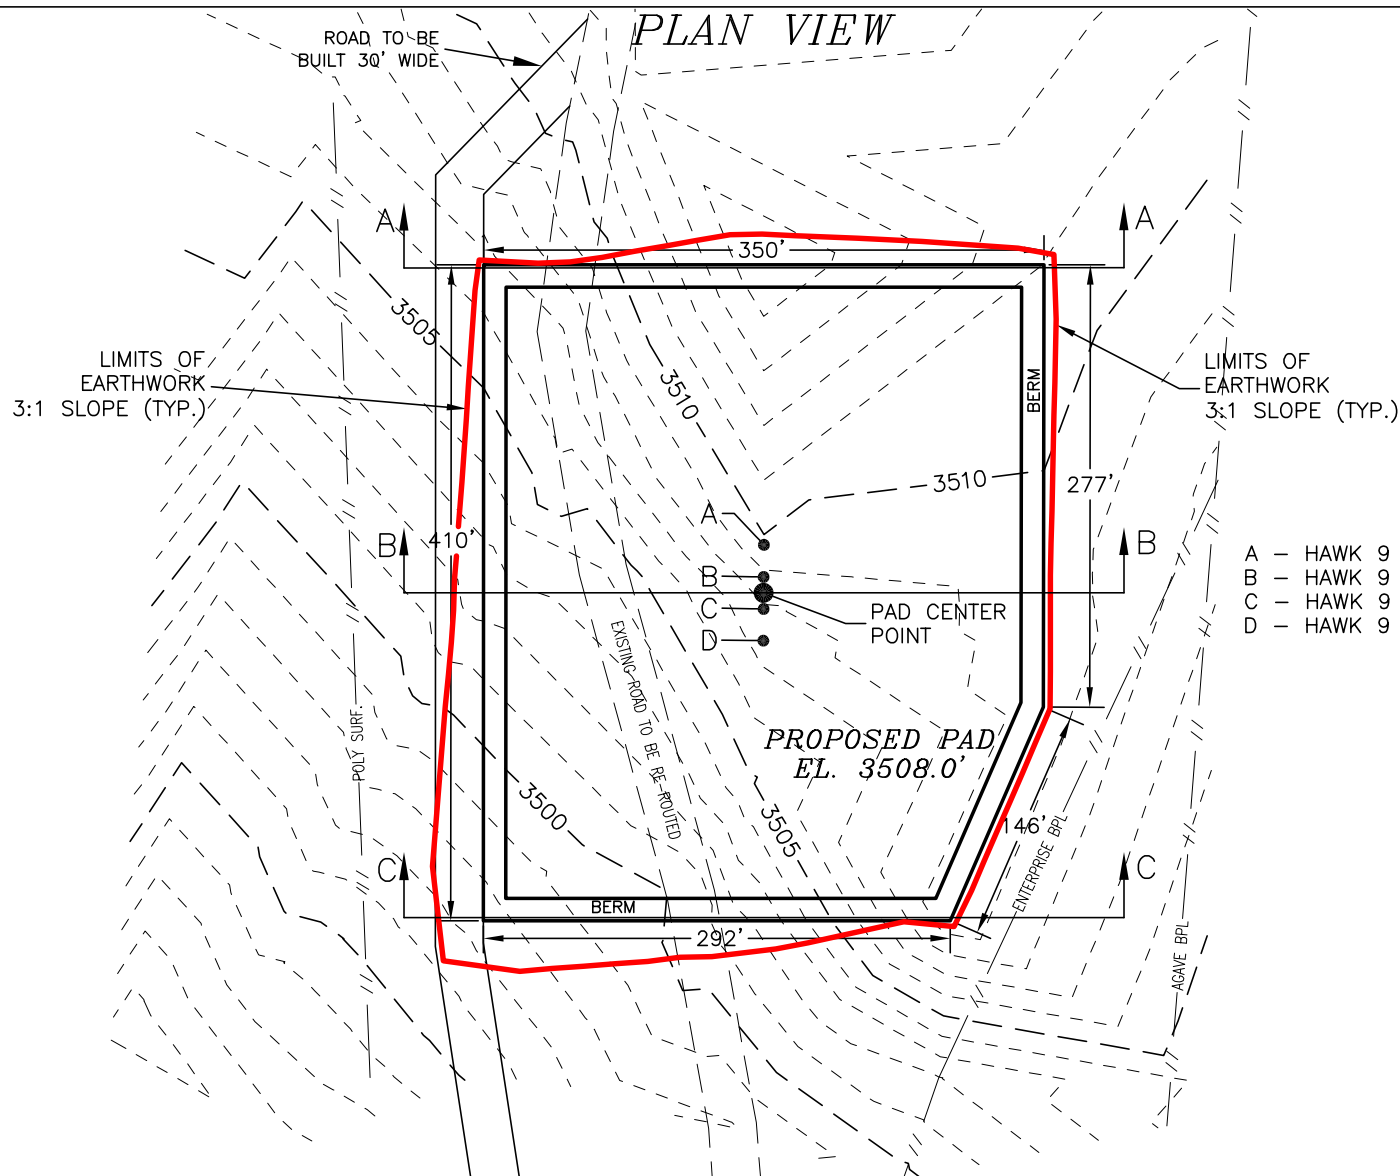 PLAN VIEW
ROAD TO BE
BUILT 30' WIDE
A
A
350'
3505
3510
LIMITS OF
EARTHWORK
3:1 SLOPE (TYP.)
BERM
LIMITS OF
EARTHWORK
3:1 SLOPE (TYP.)
3510
277'
A
B
410'
B
B
C
D
PAD CENTER
POINT
A – HAWK 9
B – HAWK 9
C – HAWK 9
D – HAWK 9
EXISTING ROAD TO BE RE-ROUTED
POLY SURF.
PROPOSED PAD
EL. 3508.0'
3500
3505
146'
ENTERPRISE BPL
C
C
BERM
292'
AGAVE BPL